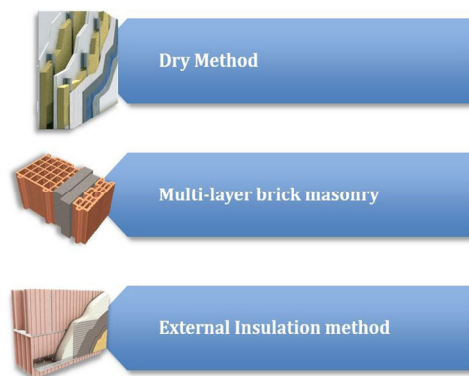 Dry Method
Multi-layer brick masonry
External Insulation method